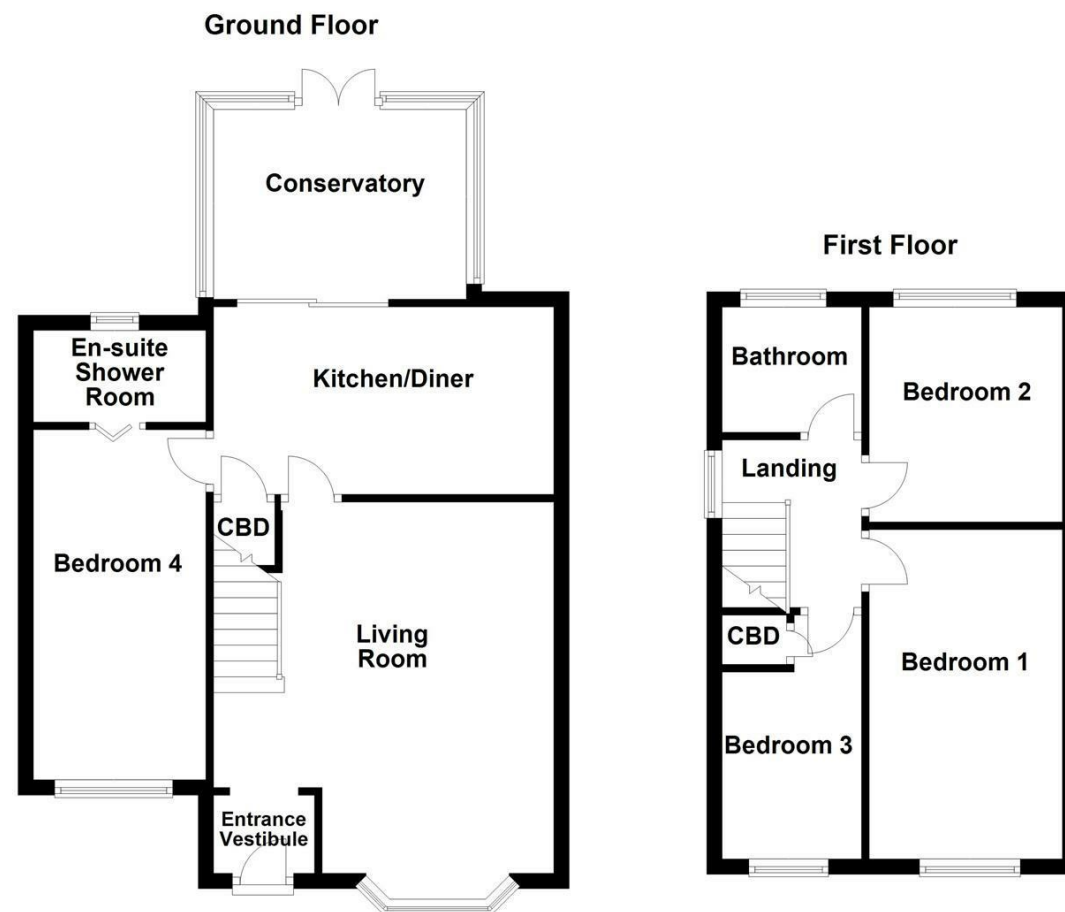 Ground Floor
Conservatory
En-suite
Shower
Room
Kitchen/Diner
CBD
Bedroom 4
Living
Room
Entrance
Vestibule
First Floor
Bathroom
Bedroom 2
Landing
CBD
Bedroom 1
Bedroom 3